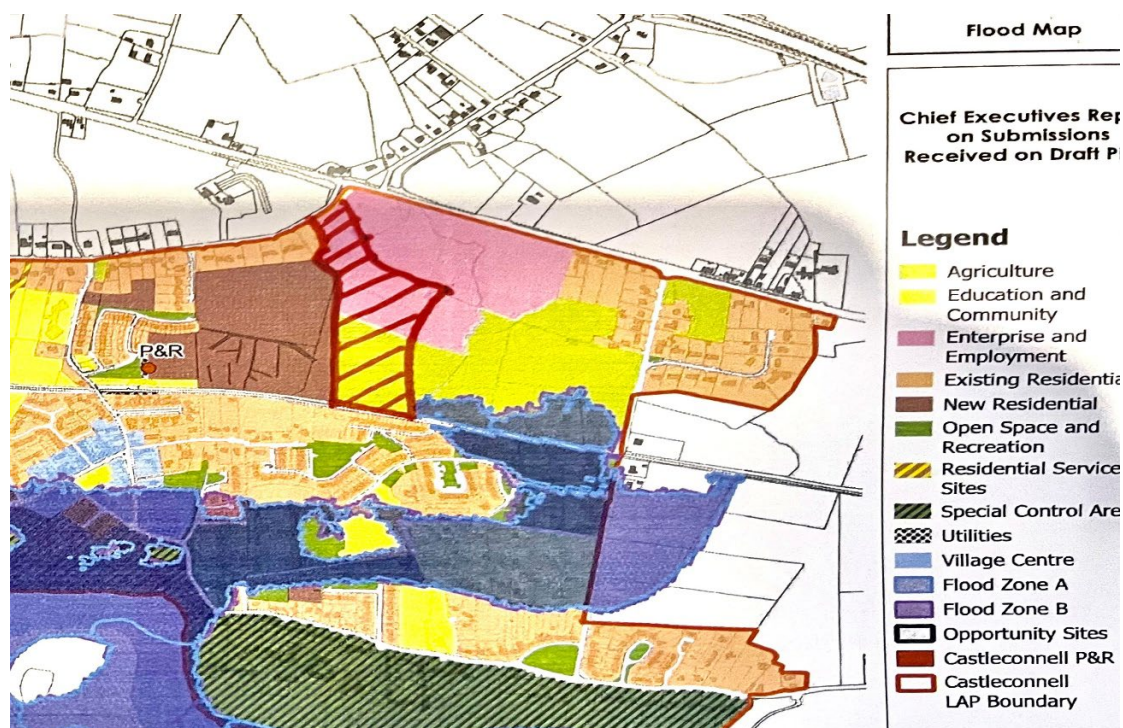 Flood Map
Chief Executives Rep
on Submissions
Received on Draft Pl
Legend
Agriculture
Education and
Community
Enterprise and
Employment
Existing Residentia
New Residential
Open Space and
Recreation
Residential Service
Sites
Special Control Are
Utilities
Village Centre
Flood Zone A
Flood Zone B
Opportunity Sites
Castleconnell P&R
Castleconnell
LAP Boundary
P&R